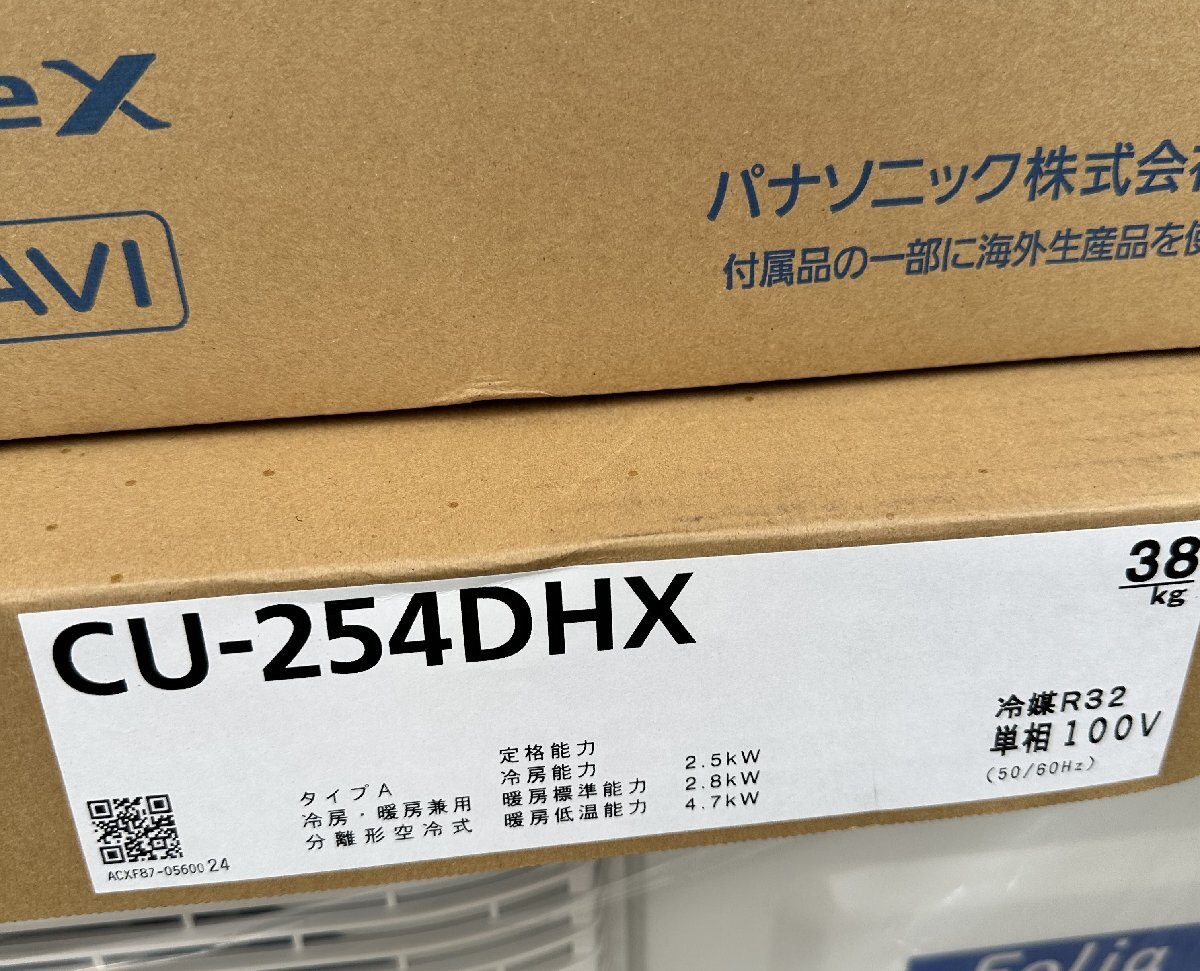 eX
AVI
パナソニック株式会社
付属品の一部に海外生産品を使
CU-254DHX
38
kg
冷媒R32
単相100V
(50/60Hz)
タイプA
冷房・暖房兼用
分離形空冷式
定格能力
冷房能力 2.5kW
暖房標準能力 2.8kW
暖房低温能力 4.7kW
ACXF87-05600 24
Eolia